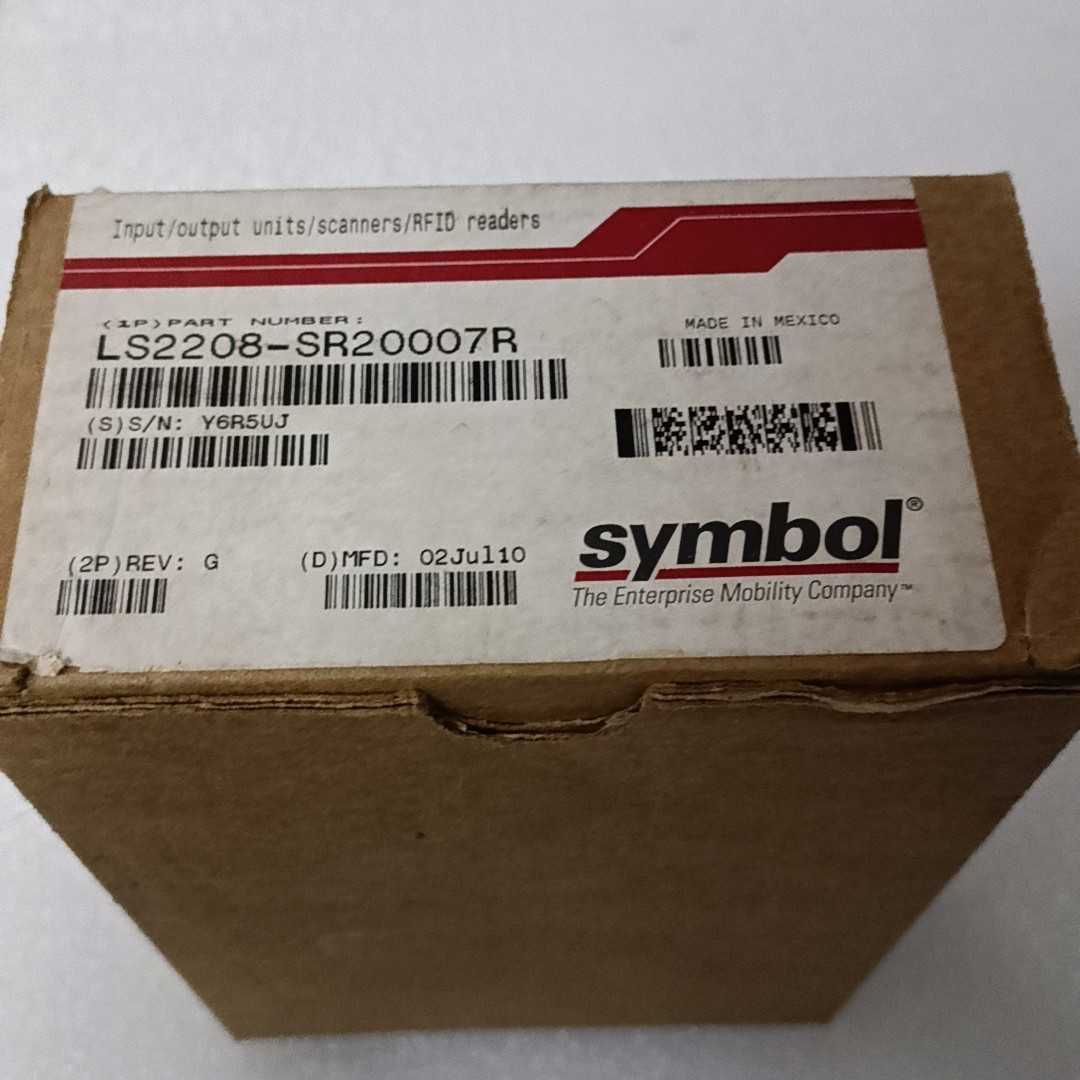 Input/output units/scanners/RFID readers
(1P)PART NUMBER:
LS2208-SR20007R
MADE IN MEXICO
(S)S/N: Y6R5UJ
(2P)REV: G
(D)MFD: 02Jul10
symbol®
The Enterprise Mobility Company™